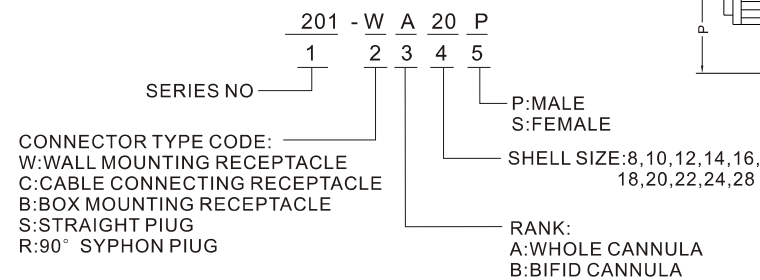 201 - W A 20 P
1 2 3 4 5
SERIES NO
P:MALE
S:FEMALE
CONNECTOR TYPE CODE:
W:WALL MOUNTING RECEPTACLE
C:CABLE CONNECTING RECEPTACLE
B:BOX MOUNTING RECEPTACLE
S:STRAIGHT PIUG
R:90° SYPHON PIUG
SHELL SIZE:8,10,12,14,16,
18,20,22,24,28
RANK:
A:WHOLE CANNULA
B:BIFID CANNULA
P